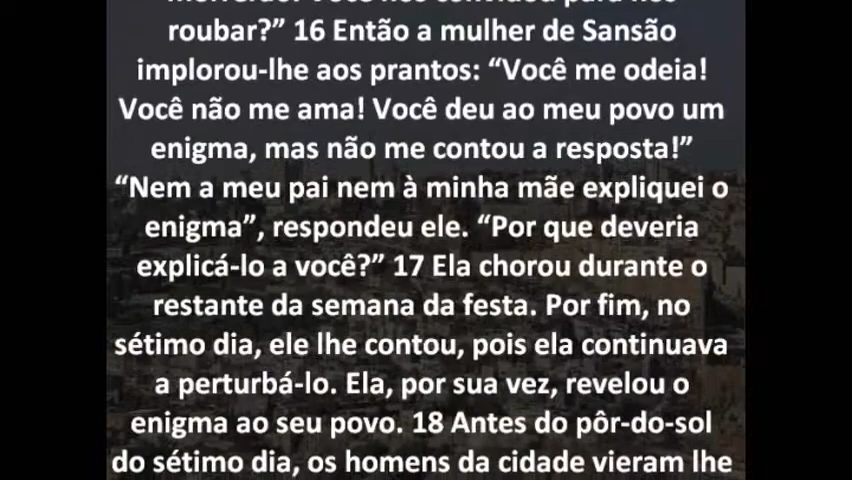 roubar?” 16 Então a mulher de Sansão
implorou-lhe aos prantos: “Você me odeia!
Você não me ama! Você deu ao meu povo um
enigma, mas não me contou a resposta!”
“Nem a meu pai nem à minha mãe expliquei o
enigma”, respondeu ele. “Por que deveria
explicá-lo a você?” 17 Ela chorou durante o
restante da semana da festa. Por fim, no
sétimo dia, ele lhe contou, pois ela continuava
a perturbá-lo. Ela, por sua vez, revelou o
enigma ao seu povo. 18 Antes do pôr-do-sol
do sétimo dia, os homens da cidade vieram lhe